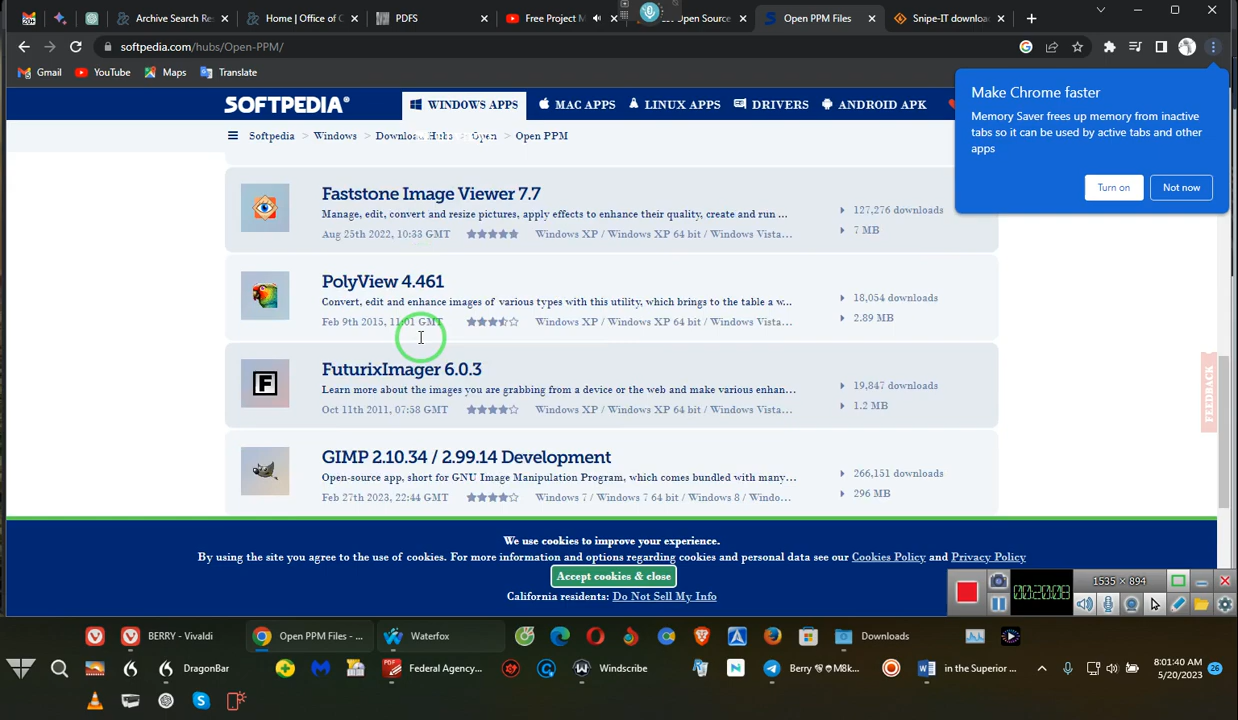 Archive Search Re
Home | Office of C
PDFS
Free Project M
Open Source
Open PPM Files
Snipe-IT downloa
softpedia.com/hubs/Open-PPM/
Gmail
YouTube
Maps
Translate
Make Chrome faster
Memory Saver frees up memory from inactive
tabs so it can be used by active tabs and other
apps
Turn on
Not now
SOFTPEDIA®
WINDOWS APPS
MAC APPS
LINUX APPS
DRIVERS
ANDROID APK
Softpedia > Windows > Download Hubs > Open > Open PPM
Faststone Image Viewer 7.7
Manage, edit, convert and resize pictures, apply effects to enhance their quality, create and run ...
127,276 downloads
Aug 25th 2022, 10:33 GMT
Windows XP / Windows XP 64 bit / Windows Vista...
7 MB
PolyView 4.461
Convert, edit and enhance images of various types with this utility, which brings to the table a w...
18,054 downloads
Feb 9th 2015, 11:01 GMT
Windows XP / Windows XP 64 bit / Windows Vista...
2.89 MB
FuturixImager 6.0.3
Learn more about the images you are grabbing from a device or the web and make various enhan...
19,847 downloads
Oct 11th 2011, 07:58 GMT
Windows XP / Windows XP 64 bit / Windows Vista...
1.2 MB
FEEDBACK
GIMP 2.10.34 / 2.99.14 Development
Open-source app, short for GNU Image Manipulation Program, which comes bundled with many...
266,151 downloads
Feb 27th 2023, 22:44 GMT
Windows 7 / Windows 7 64 bit / Windows 8 / Windo...
296 MB
We use cookies to improve your experience.
By using the site you agree to the use of cookies. For more information and options regarding cookies and personal data see our Cookies Policy and Privacy Policy
Accept cookies & close
California residents: Do Not Sell My Info
00:20:08
1535 × 894
BERRY - Vivaldi
Open PPM Files - ...
Waterfox
Downloads
DragonBar
Federal Agency...
Windscribe
in the Superior ...
8:01:40 AM
5/20/2023
26